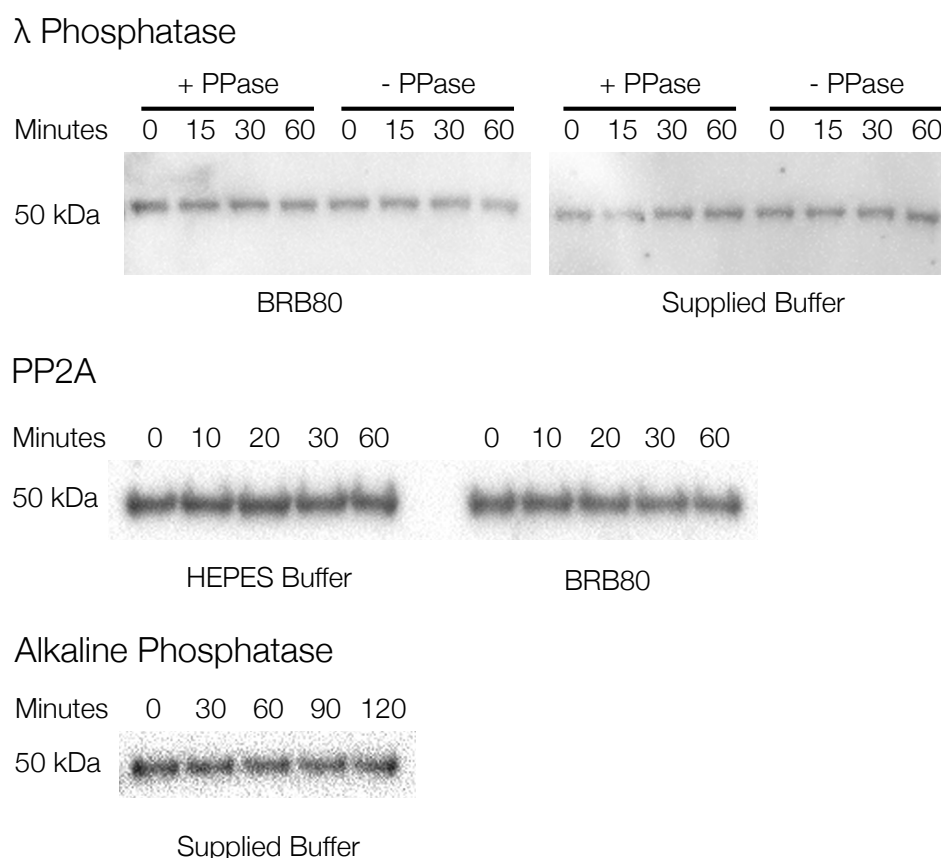 λ Phosphatase
+ PPase - PPase + PPase - PPase
Minutes 0 15 30 60 0 15 30 60 0 15 30 60 0 15 30 60
50 kDa
BRB80 Supplied Buffer
PP2A
Minutes 0 10 20 30 60 0 10 20 30 60
50 kDa
HEPES Buffer BRB80
Alkaline Phosphatase
Minutes 0 30 60 90 120
50 kDa
Supplied Buffer